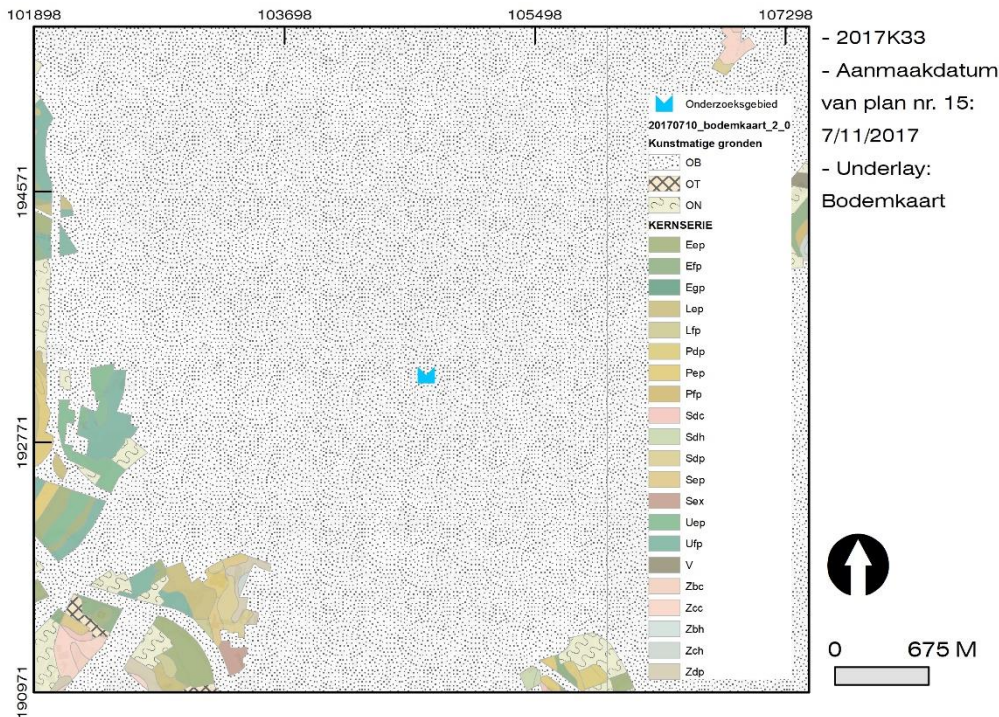 101898
103698
105498
107298
- 2017K33
- Aanmaakdatum
van plan nr. 15:
7/11/2017
- Underlay:
Bodemkaart
194571
192771
190971
Onderzoeksgebied
20170710_bodemkaart_2_0
Kunstmatige gronden
OB
OT
ON
KERNSERIE
Eep
Efp
Egp
Lep
Lfp
Pdp
Pep
Pfp
Sdc
Sdh
Sdp
Sep
Sex
Uep
Ufp
V
Zbc
Zcc
Zbh
Zch
Zdp
0 675 M